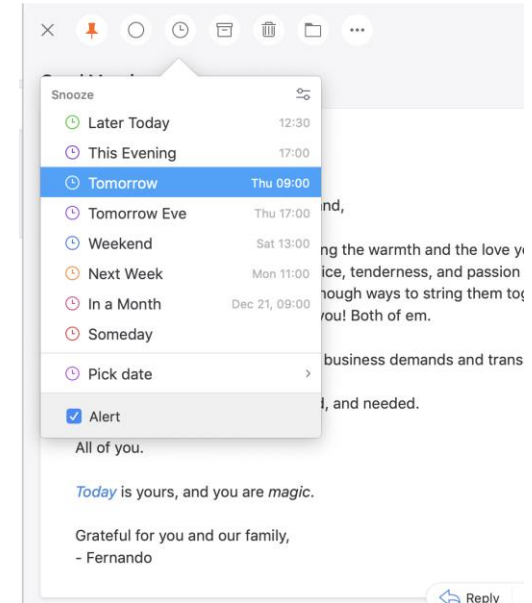 Snooze
Later Today 12:30
This Evening 17:00
Tomorrow Thu 09:00
Tomorrow Eve Thu 17:00
Weekend Sat 13:00
Next Week Mon 11:00
In a Month Dec 21, 09:00
Someday
Pick date
Alert
nd,
ng the warmth and the love
ice, tenderness, and passion
ways to string them
you! Both of em.
business demands and
, and needed.
All of you.
Today is yours, and you are magic.
Grateful for you and our family,
- Fernando
Reply